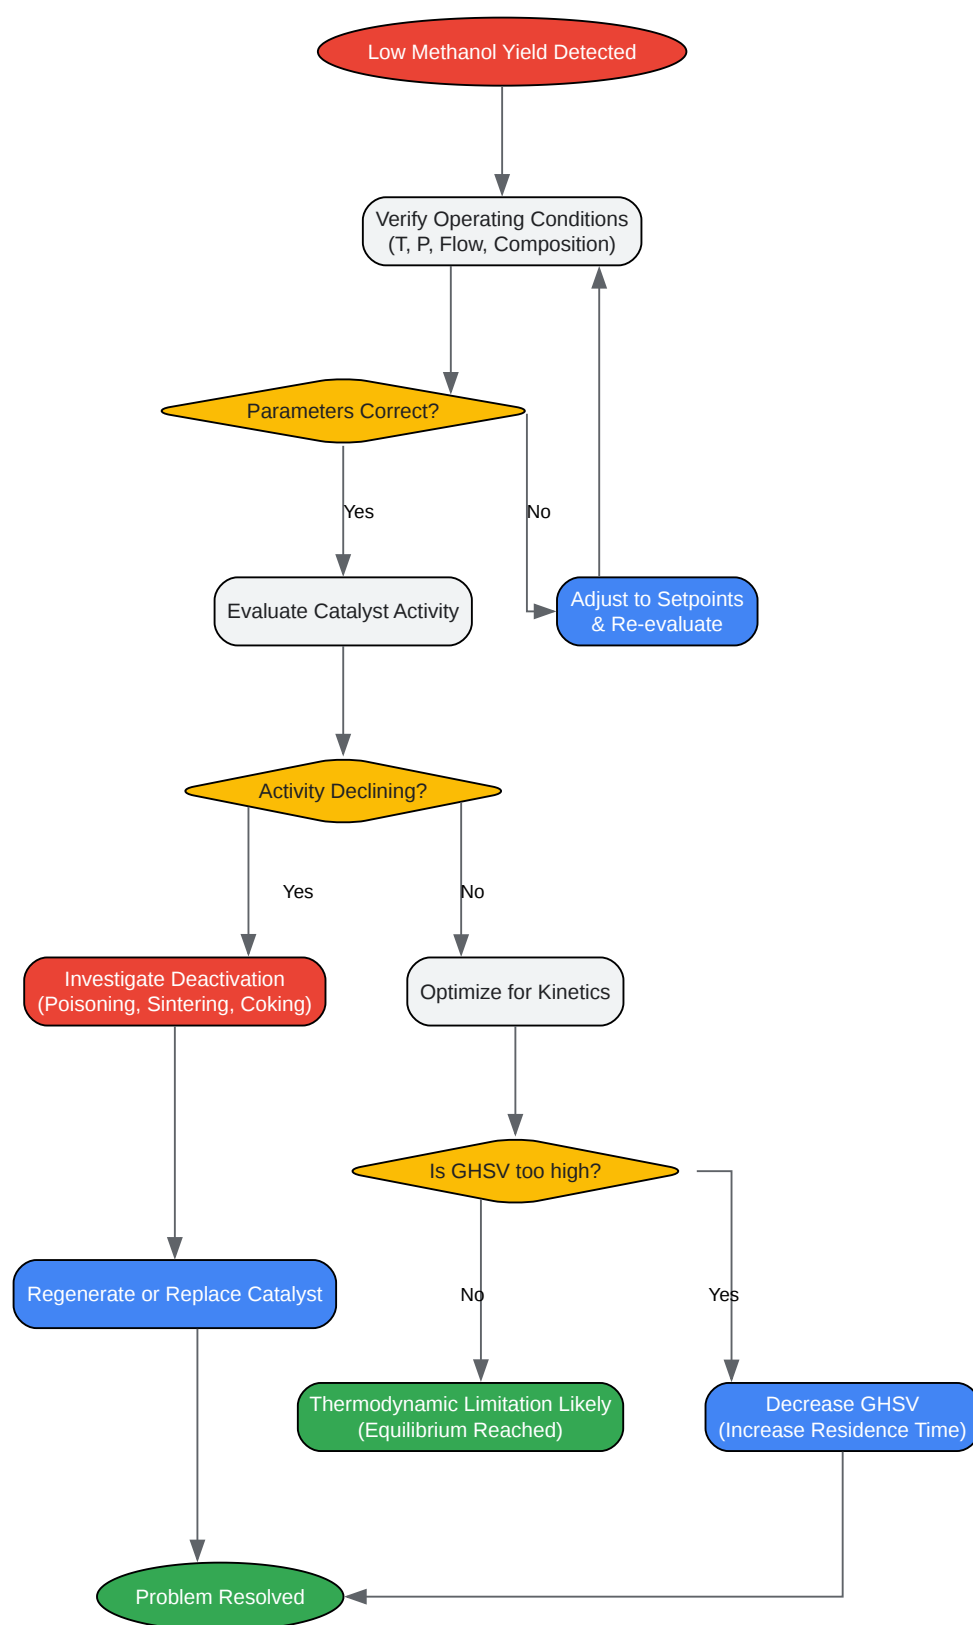 Low Methanol Yield Detected
Verify Operating Conditions
(T, P, Flow, Composition)
Parameters Correct?
Yes
No
Evaluate Catalyst Activity
Adjust to Setpoints
& Re-evaluate
Activity Declining?
Yes
No
Investigate Deactivation
(Poisoning, Sintering, Coking)
Optimize for Kinetics
Is GHSV too high?
Regenerate or Replace Catalyst
No
Yes
Thermodynamic Limitation Likely
(Equilibrium Reached)
Decrease GHSV
(Increase Residence Time)
Problem Resolved